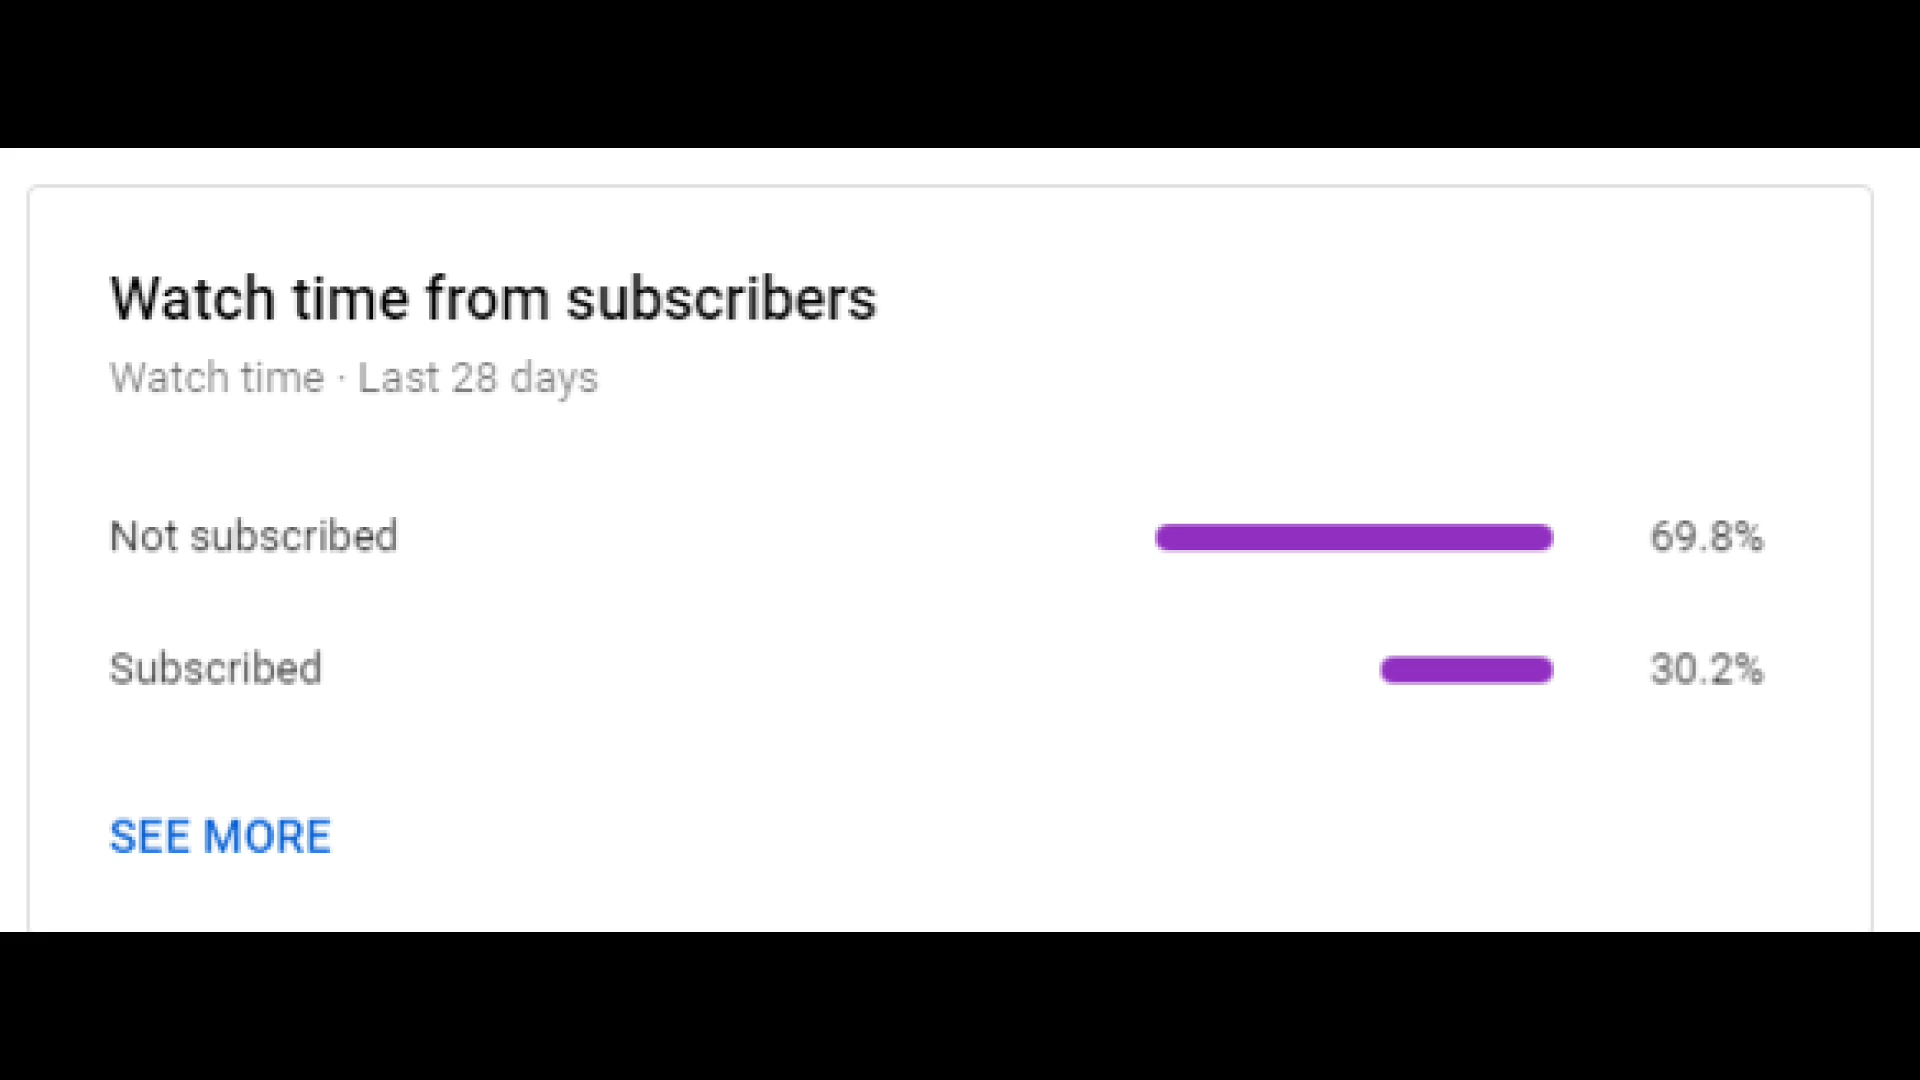 Watch time from subscribers
Watch time · Last 28 days
Not subscribed 69.8%
Subscribed 30.2%
SEE MORE